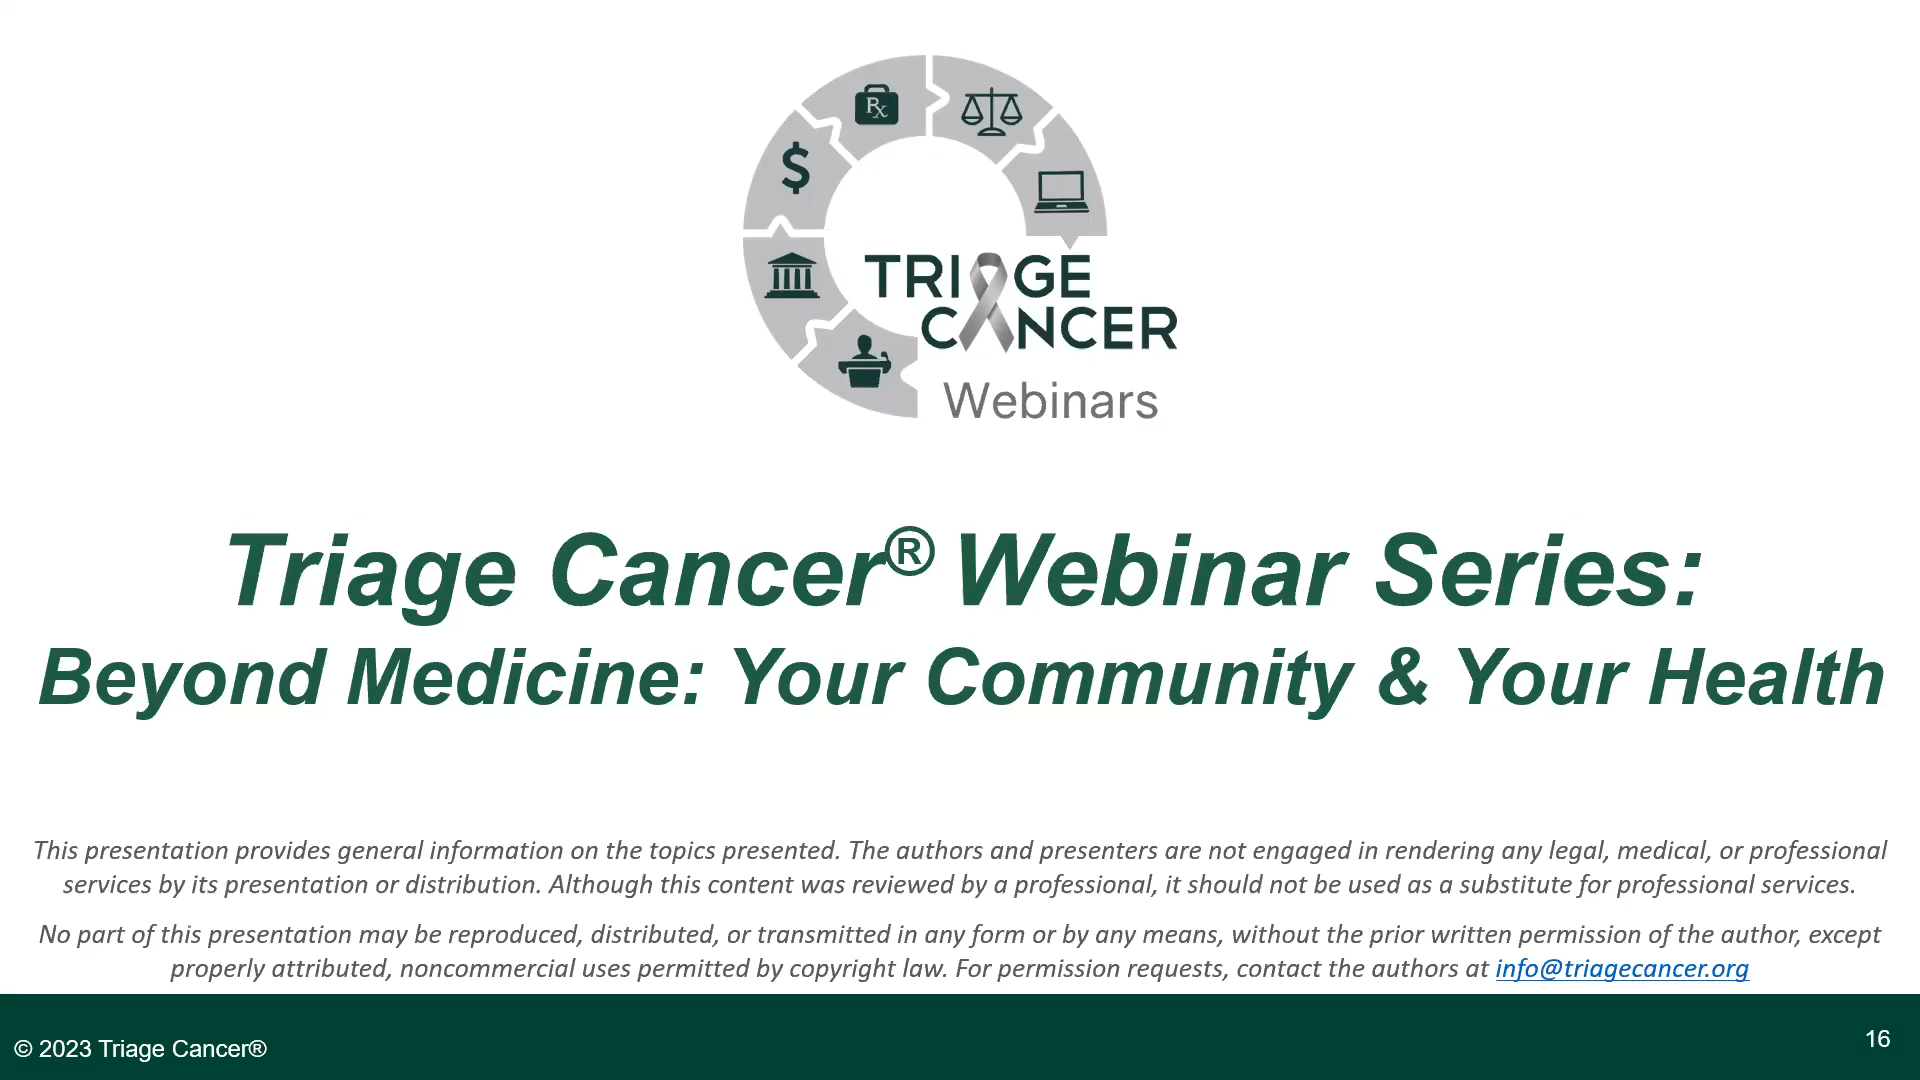 Rx
$
TRIAGE
CANCER
Webinars
Triage Cancer® Webinar Series:
Beyond Medicine: Your Community & Your Health
This presentation provides general information on the topics presented. The authors and presenters are not engaged in rendering any legal, medical, or professional
services by its presentation or distribution. Although this content was reviewed by a professional, it should not be used as a substitute for professional services.
No part of this presentation may be reproduced, distributed, or transmitted in any form or by any means, without the prior written permission of the author, except
properly attributed, noncommercial uses permitted by copyright law. For permission requests, contact the authors at info@triagecancer.org
© 2023 Triage Cancer®
16